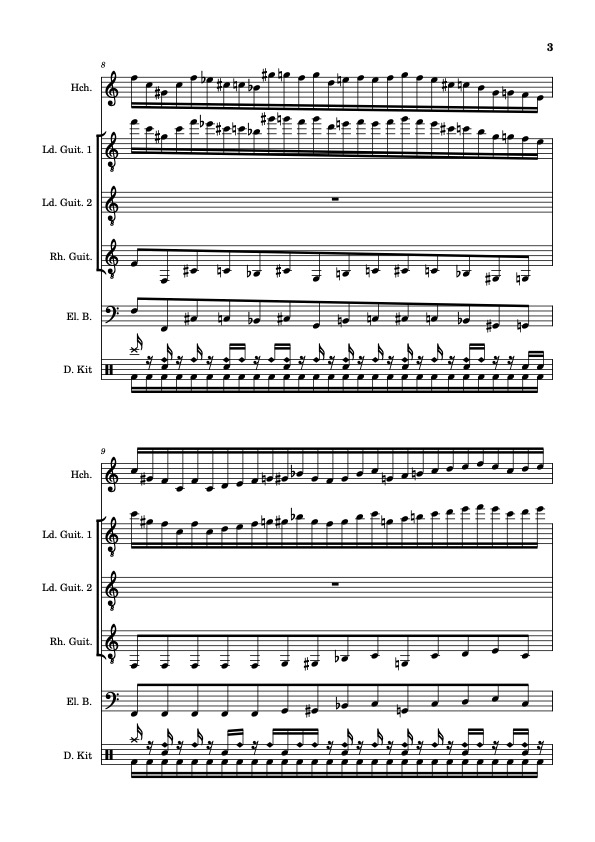 3
8
Hch.
Ld. Guit. 1
Ld. Guit. 2
Rh. Guit.
El. B.
D. Kit
9
Hch.
Ld. Guit. 1
Ld. Guit. 2
Rh. Guit.
El. B.
D. Kit